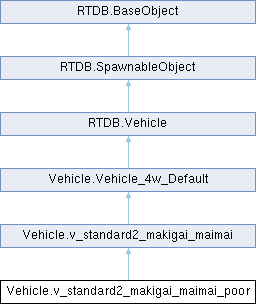 RTDB.BaseObject
RTDB.SpawnableObject
RTDB.Vehicle
Vehicle.Vehicle_4w_Default
Vehicle.v_standard2_makigai_maimai
Vehicle.v_standard2_makigai_maimai_poor